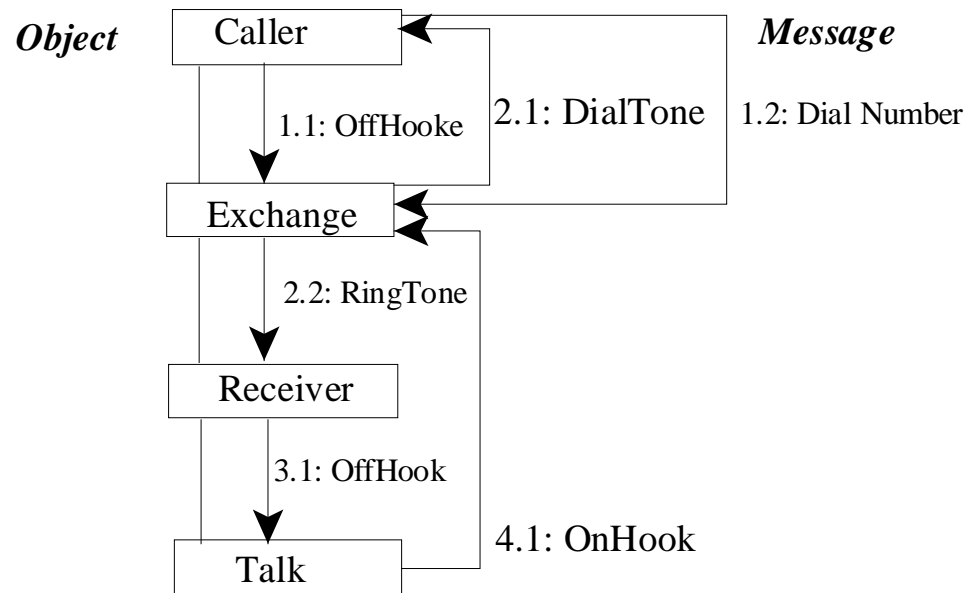 Object
Caller
Message
1.1: OffHooke
2.1: DialTone
1.2: Dial Number
Exchange
2.2: RingTone
Receiver
3.1: OffHook
4.1: OnHook
Talk